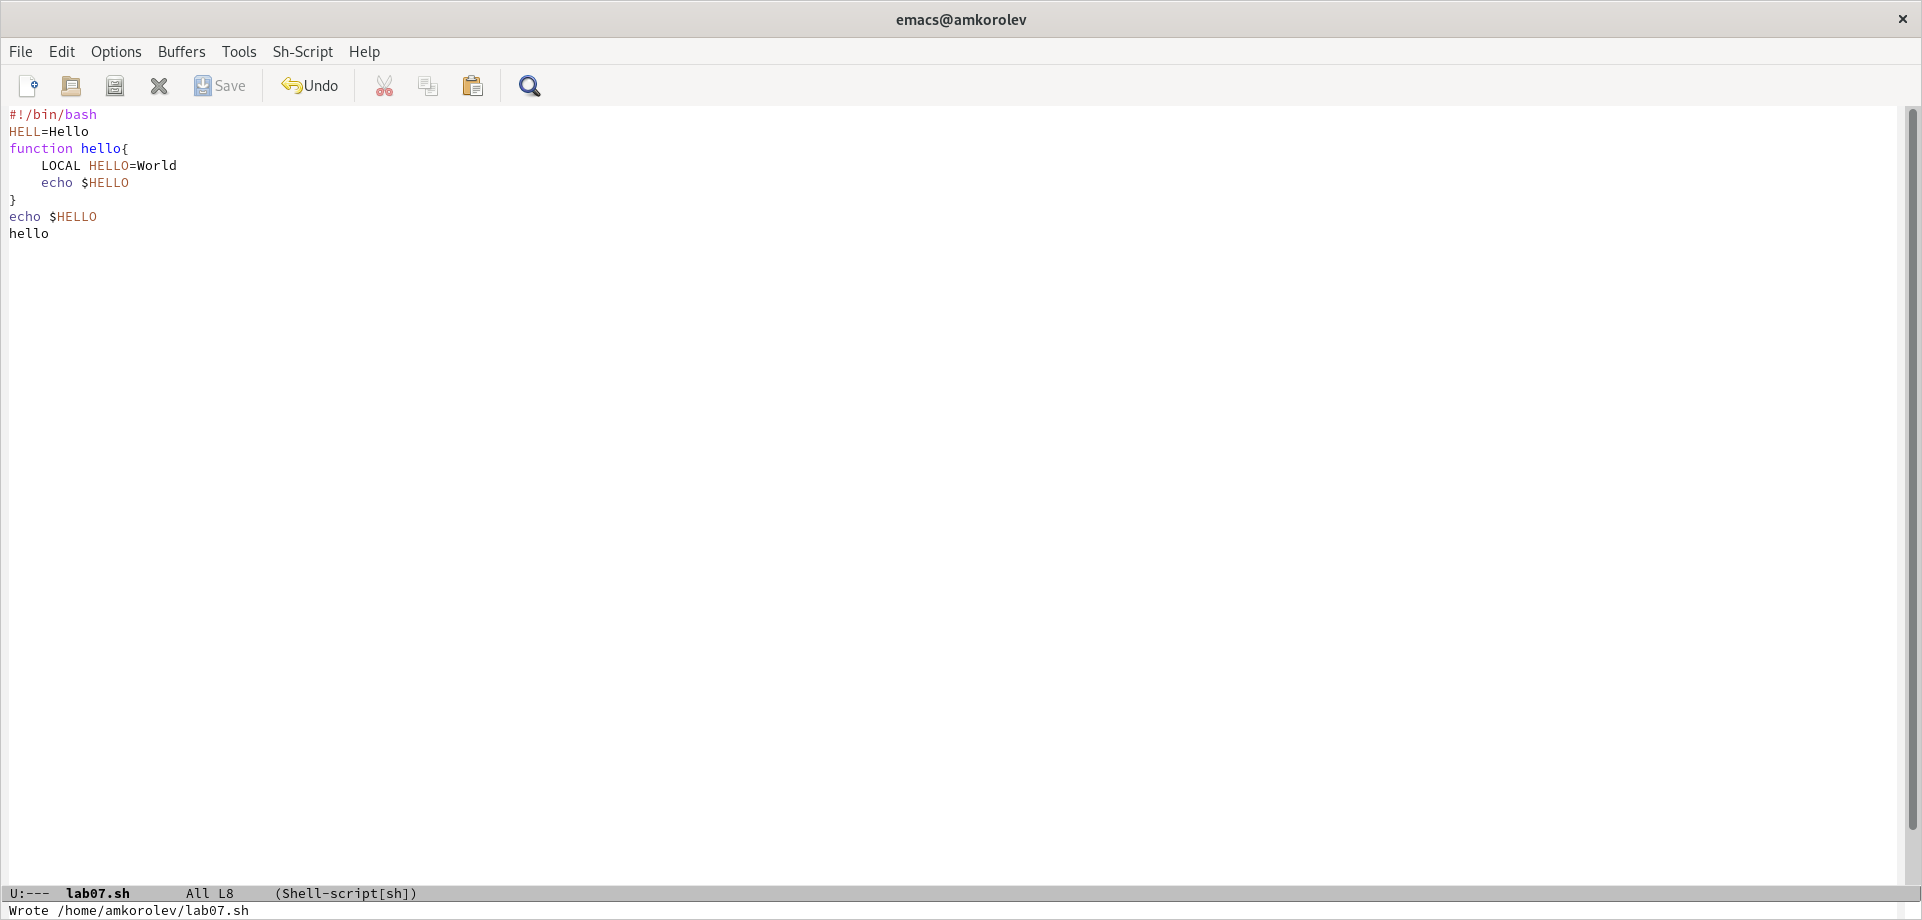 emacs@amkorolev
File Edit Options Buffers Tools Sh-Script Help
Save Undo
#!/bin/bash
HELL=Hello
function hello{
    LOCAL HELLO=World
    echo $HELLO
}
echo $HELLO
hello
U:--- lab07.sh All L8 (Shell-script[sh])
Wrote /home/amkorolev/lab07.sh